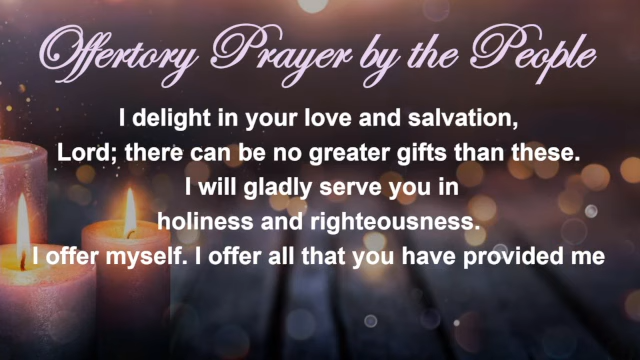 Offertory Prayer by the People
I delight in your love and salvation,
Lord; there can be no greater gifts than these.
I will gladly serve you in
holiness and righteousness.
I offer myself. I offer all that you have provided me